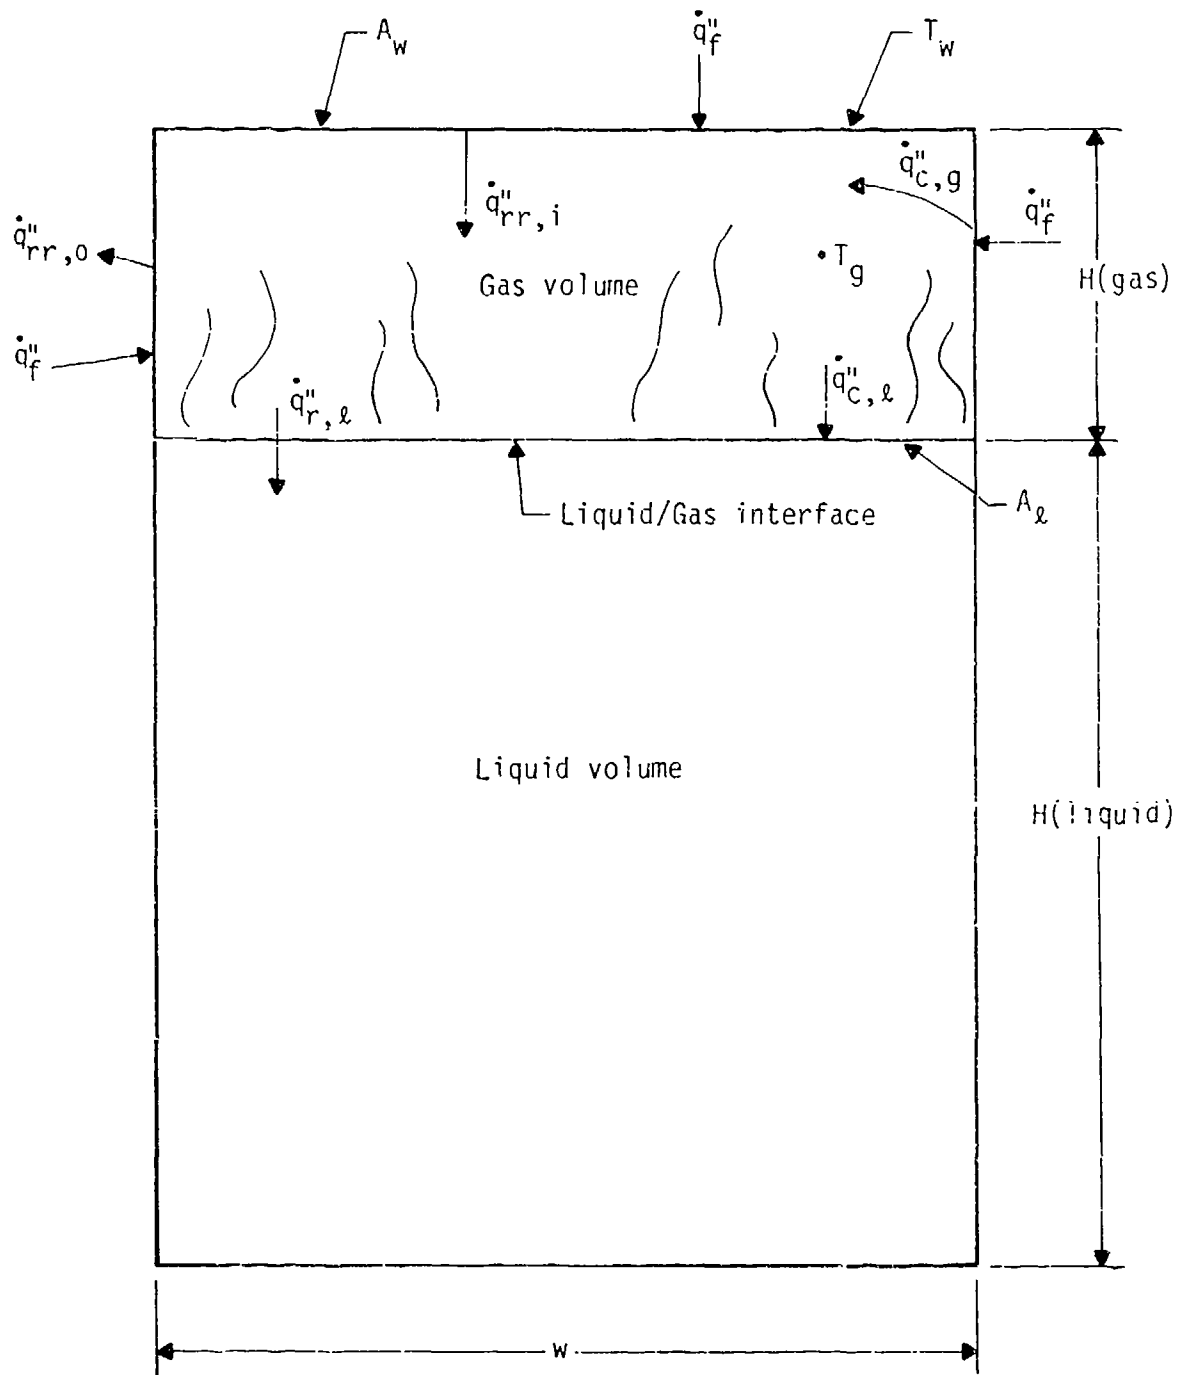 A_w
q̇"_f
T_w
q̇"_c,g
q̇"_rr,i
q̇"_f
q̇"_rr,o
T_g
Gas volume
H(gas)
q̇"_f
q̇"_r,ℓ
q̇"_c,ℓ
A_ℓ
Liquid/Gas interface
Liquid volume
H(liquid)
w